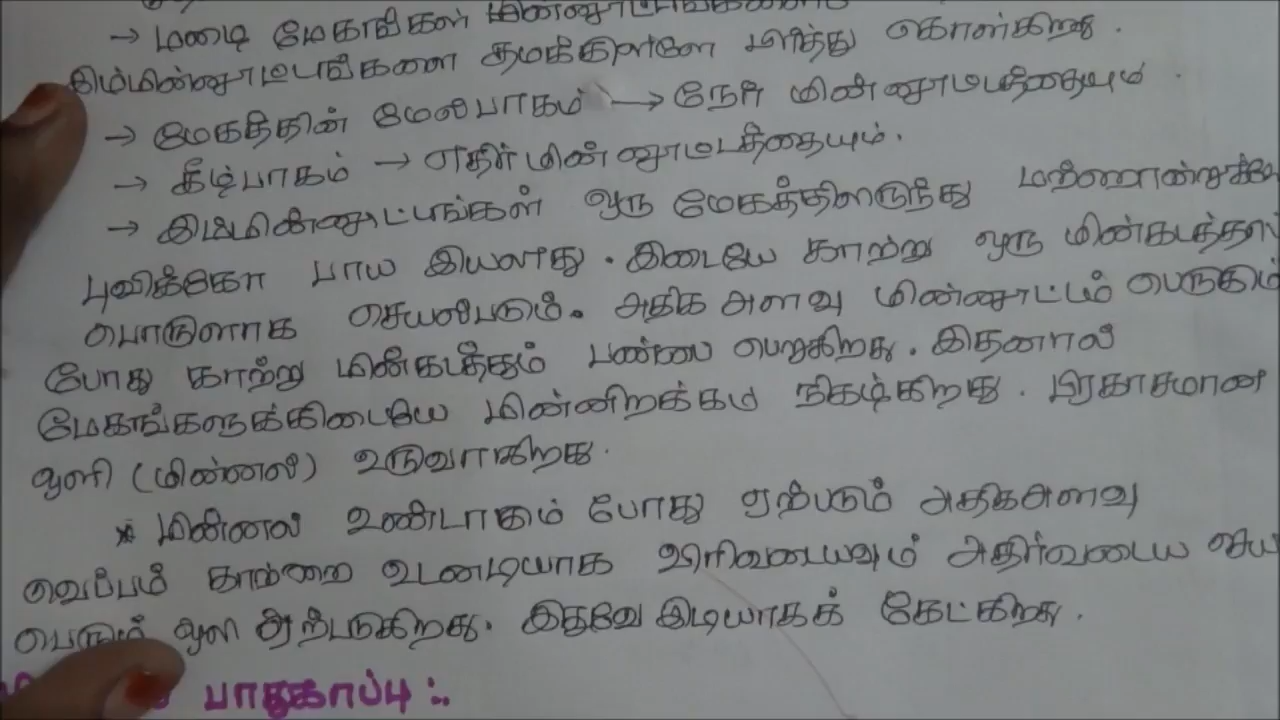 → மழை மேகங்கள் மின்னூட்டங்களைப்
இம்மின்னூட்டங்களை தமக்குள்ளே பிரித்து கொள்கிறது.
→ மேகத்தின் மேல்பாகம் → நேர் மின்னூட்டத்தையும்.
→ கீழ்பாகம் → எதிர் மின்னூட்டத்தையும்.
→ இம்மின்னூட்டங்கள் ஒரு மேகத்திலிருந்து மற்றொன்றுக்கோ
புவிக்கோ பாய இயலாது. இடையே காற்று ஒரு மின்கடத்தாப்
பொருளாக செயல்படும். அதிக அளவு மின்னூட்டம் பெருகும்
போது காற்று மின்கடத்தும் பண்பை பெறுகிறது. இதனால்
மேகங்களுக்கிடையே மின்னிறக்கம் நிகழ்கிறது. பிரகாசமான
ஒளி (மின்னல்) உருவாகிறது.
* மின்னல் உண்டாகும் போது ஏற்படும் அதிகஅளவு
வெப்பம் காற்றை உடனடியாக விரிவடையவும் அதிர்வடைய செய
பெரும் ஒலி ஏற்படுகிறது. இதுவே இடியாகக் கேட்கிறது.
பாதுகாப்பு :.